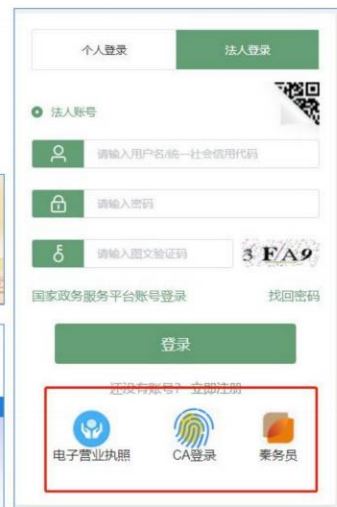 个人登录 法人登录
法人账号
请输入用户名/统一社会信用代码
请输入密码
请输入图文验证码 3 F A 9
国家政务服务平台账号登录 找回密码
登录
还没有账号? 立即注册
电子营业执照 CA登录 秦务员